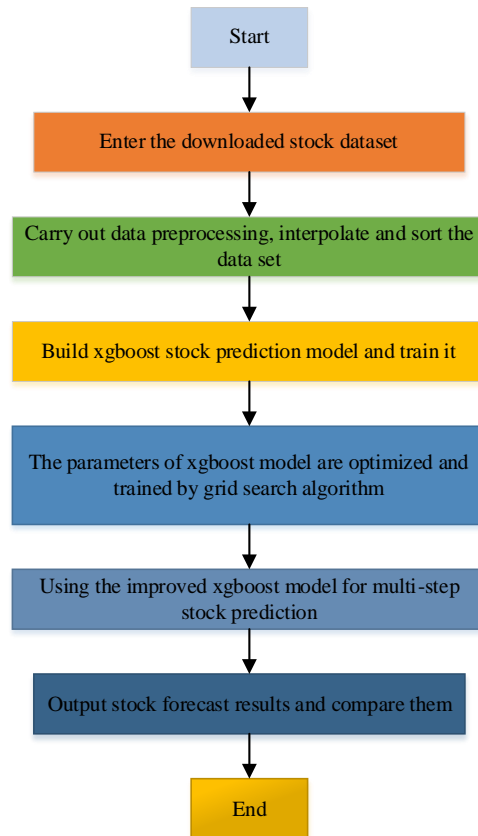 Start
Enter the downloaded stock dataset
Carry out data preprocessing, interpolate and sort the
data set
Build xgboost stock prediction model and train it
The parameters of xgboost model are optimized and
trained by grid search algorithm
Using the improved xgboost model for multi-step
stock prediction
Output stock forecast results and compare them
End